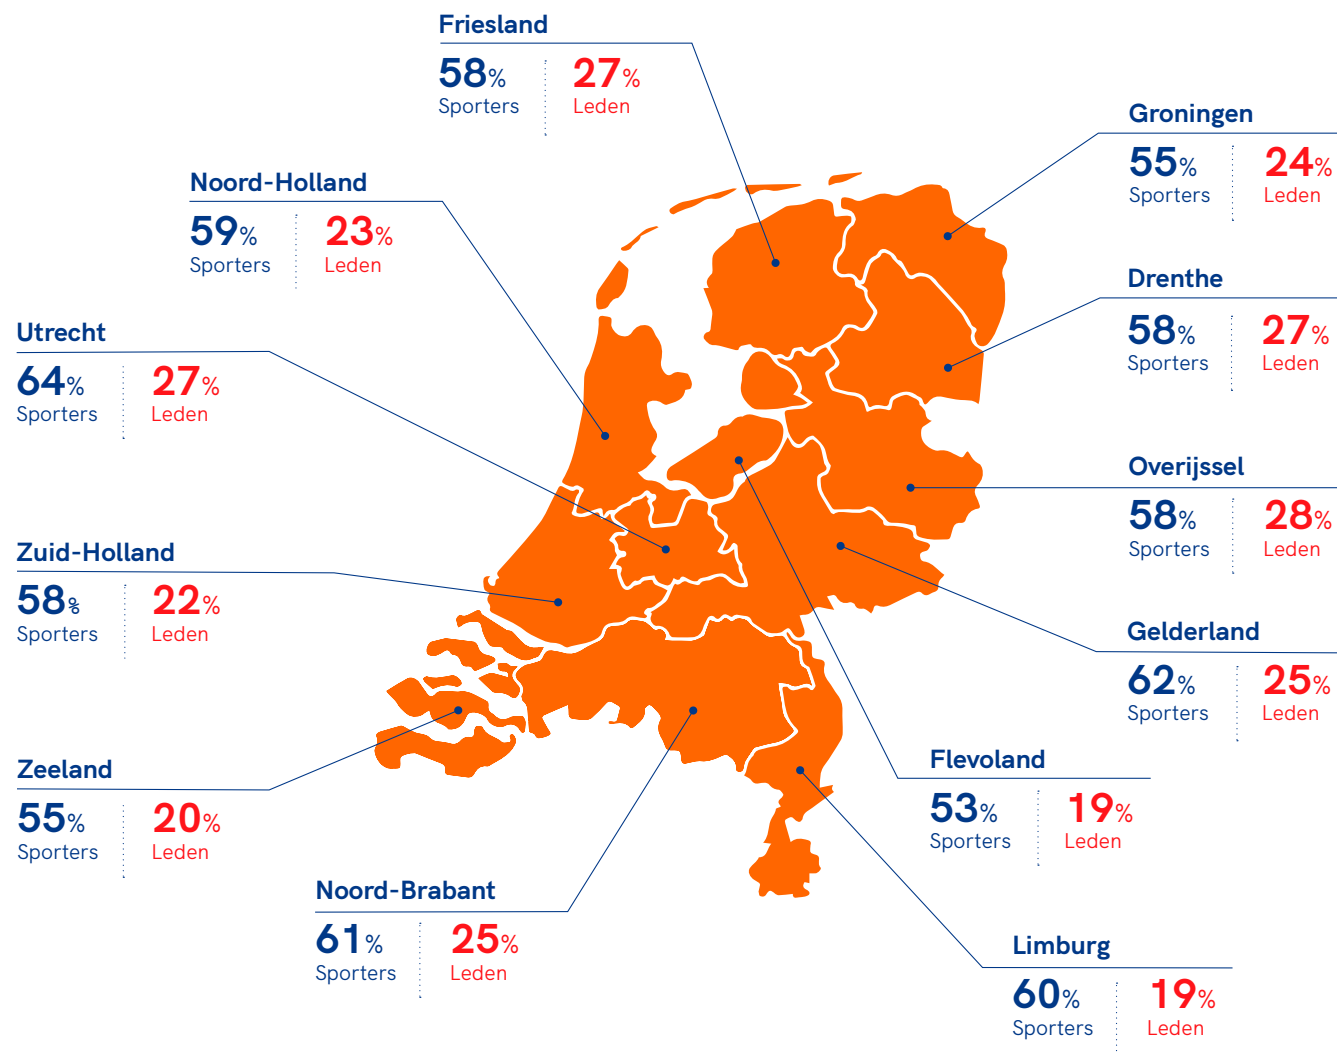 Friesland
58% 27%
Sporters Leden
Groningen
55% 24%
Sporters Leden
Noord-Holland
59% 23%
Sporters Leden
Drenthe
58% 27%
Sporters Leden
Utrecht
64% 27%
Sporters Leden
Overijssel
58% 28%
Sporters Leden
Zuid-Holland
58% 22%
Sporters Leden
Gelderland
62% 25%
Sporters Leden
Zeeland
55% 20%
Sporters Leden
Flevoland
53% 19%
Sporters Leden
Noord-Brabant
61% 25%
Sporters Leden
Limburg
60% 19%
Sporters Leden